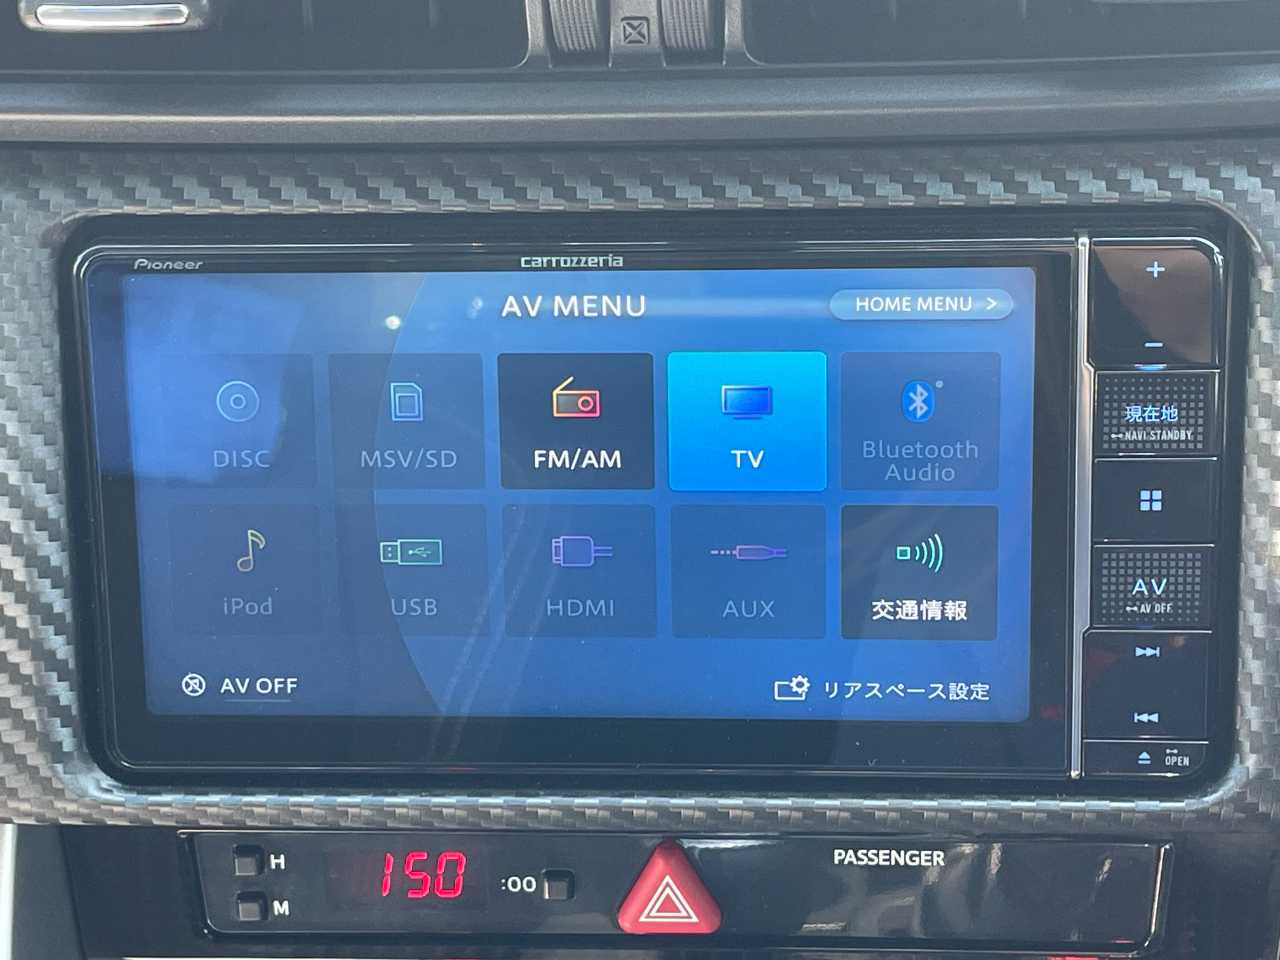 Pioneer
carrozzeria
AV MENU
HOME MENU >
DISC
MSV/SD
FM/AM
TV
Bluetooth
Audio
iPod
USB
HDMI
AUX
交通情報
AV OFF
リアスペース設定
+
−
現在地
NAVI STANDBY
AV
AV OFF
OPEN
H
M
150
:00
PASSENGER